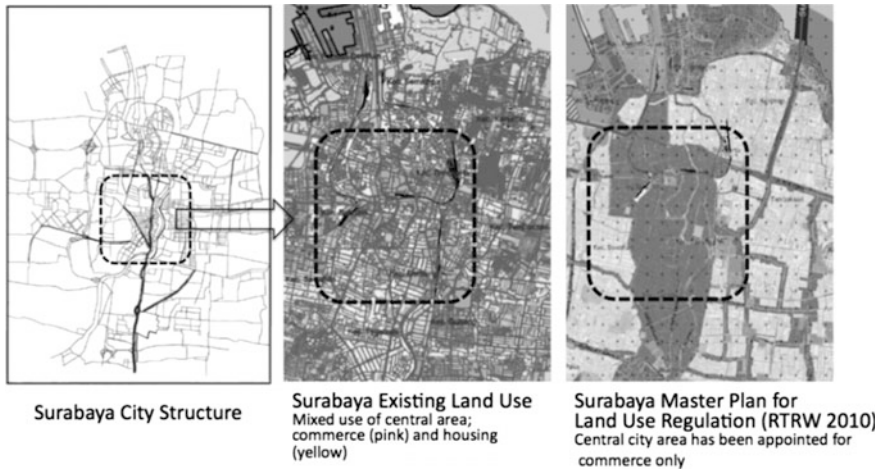 Surabaya City Structure
Surabaya Existing Land Use
Mixed use of central area;
commerce (pink) and housing
(yellow)
Surabaya Master Plan for
Land Use Regulation (RTRW 2010)
Central city area has been appointed for
commerce only